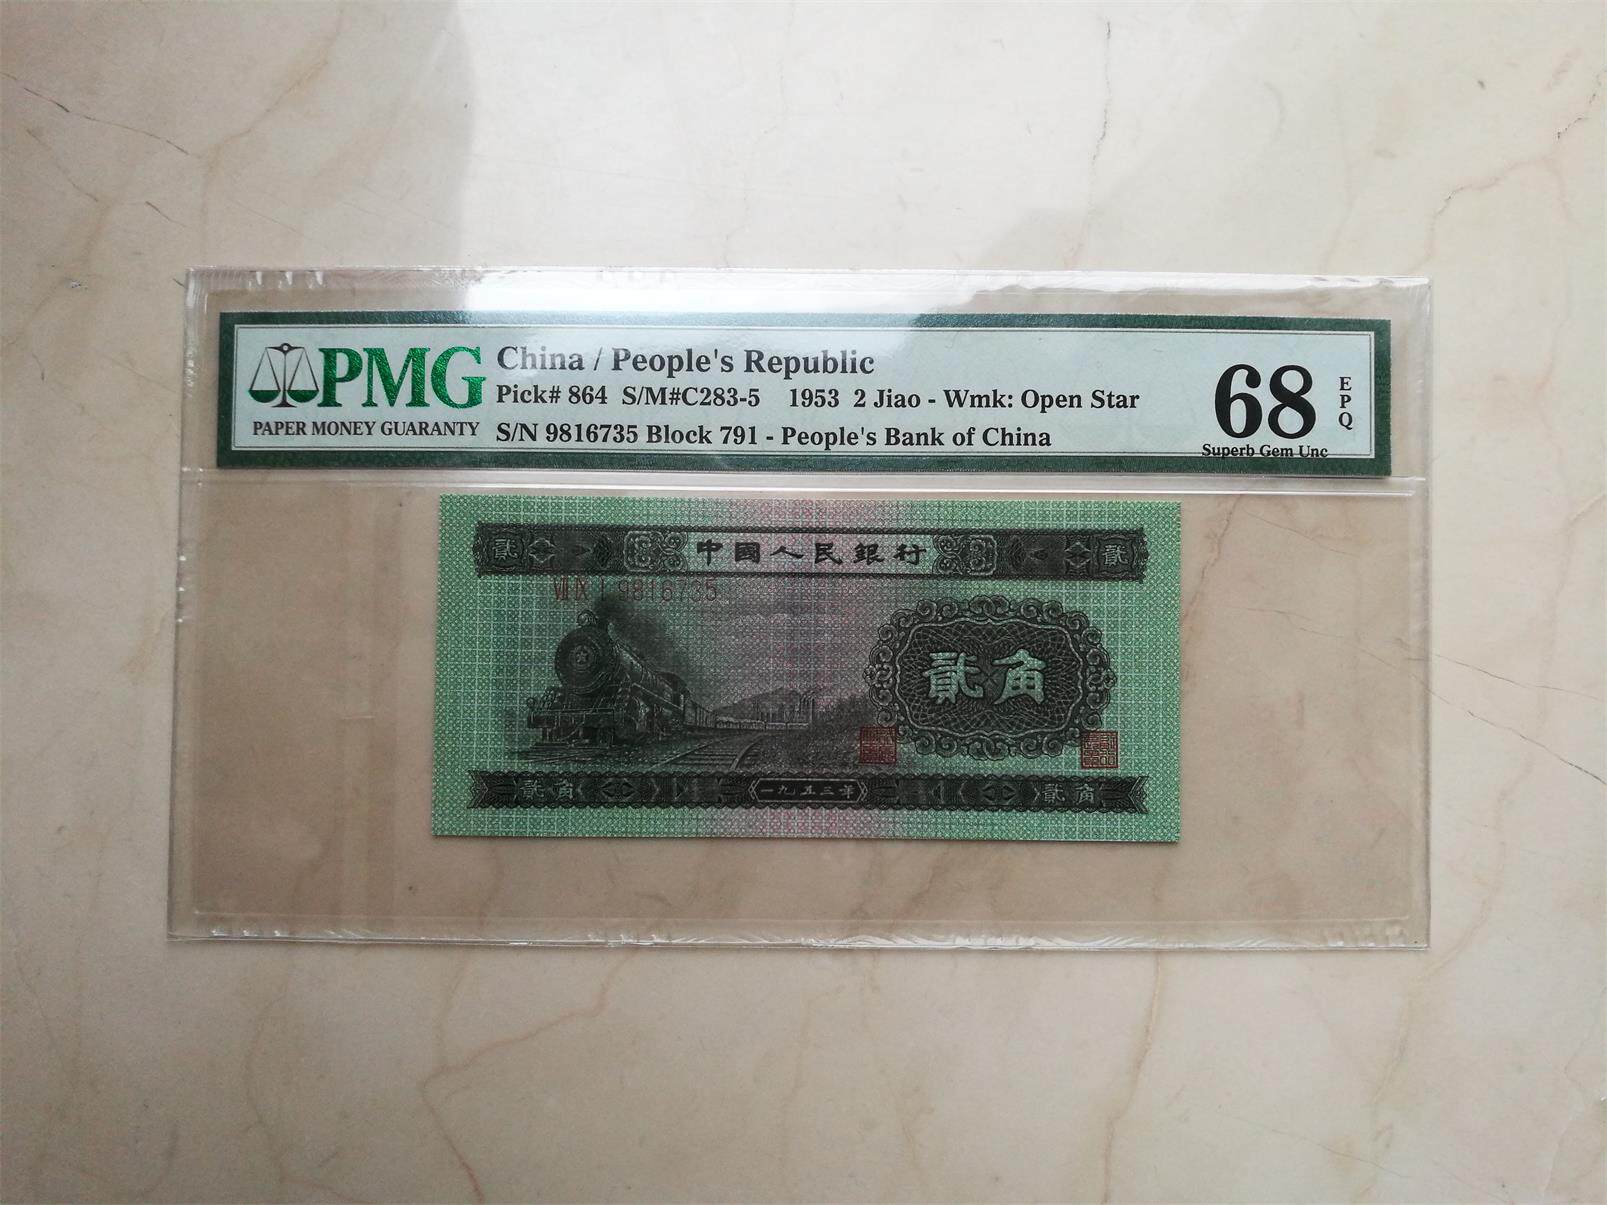 PMG
PAPER MONEY GUARANTY
China / People's Republic
Pick# 864 S/M#C283-5 1953 2 Jiao - Wmk: Open Star
S/N 9816735 Block 791 - People's Bank of China
68
EPQ
Superb Gem Unc
貳 中國人民銀行 貳
Ⅶ Ⅸ Ⅰ 9816735
貳角
貳角 一九五三年 貳角